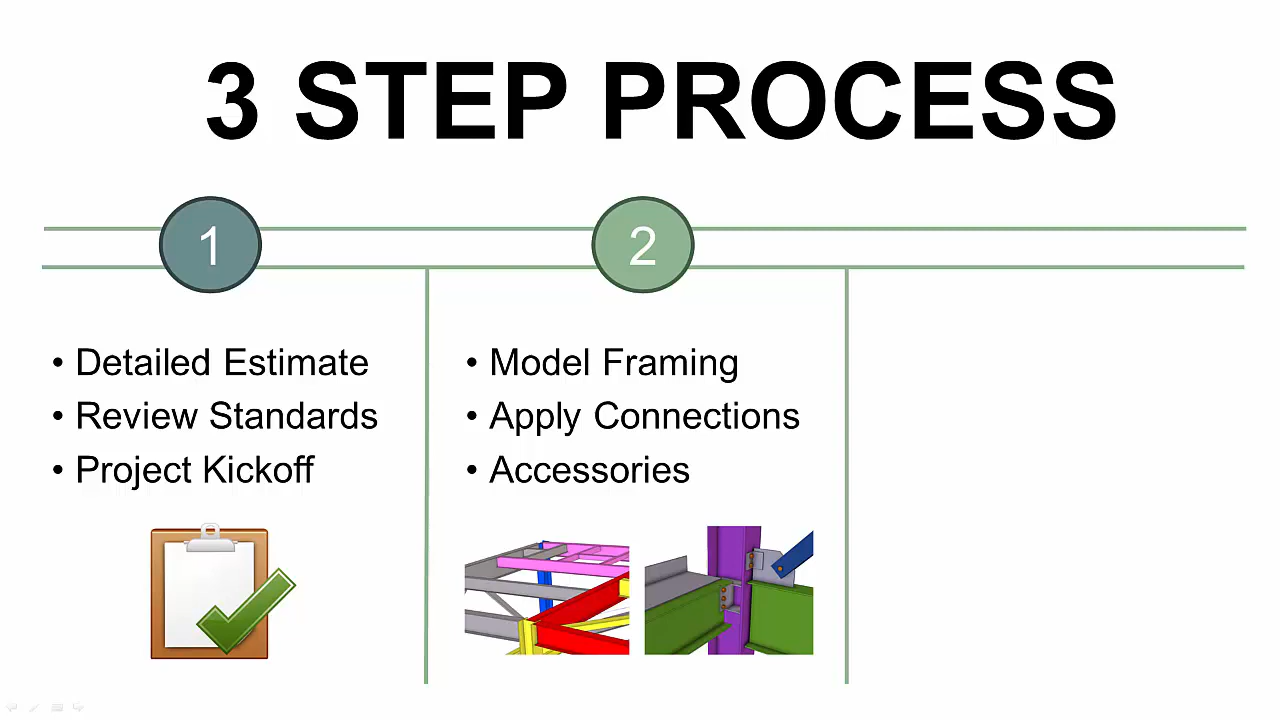 3 STEP PROCESS
1
2
• Detailed Estimate
• Review Standards
• Project Kickoff
• Model Framing
• Apply Connections
• Accessories